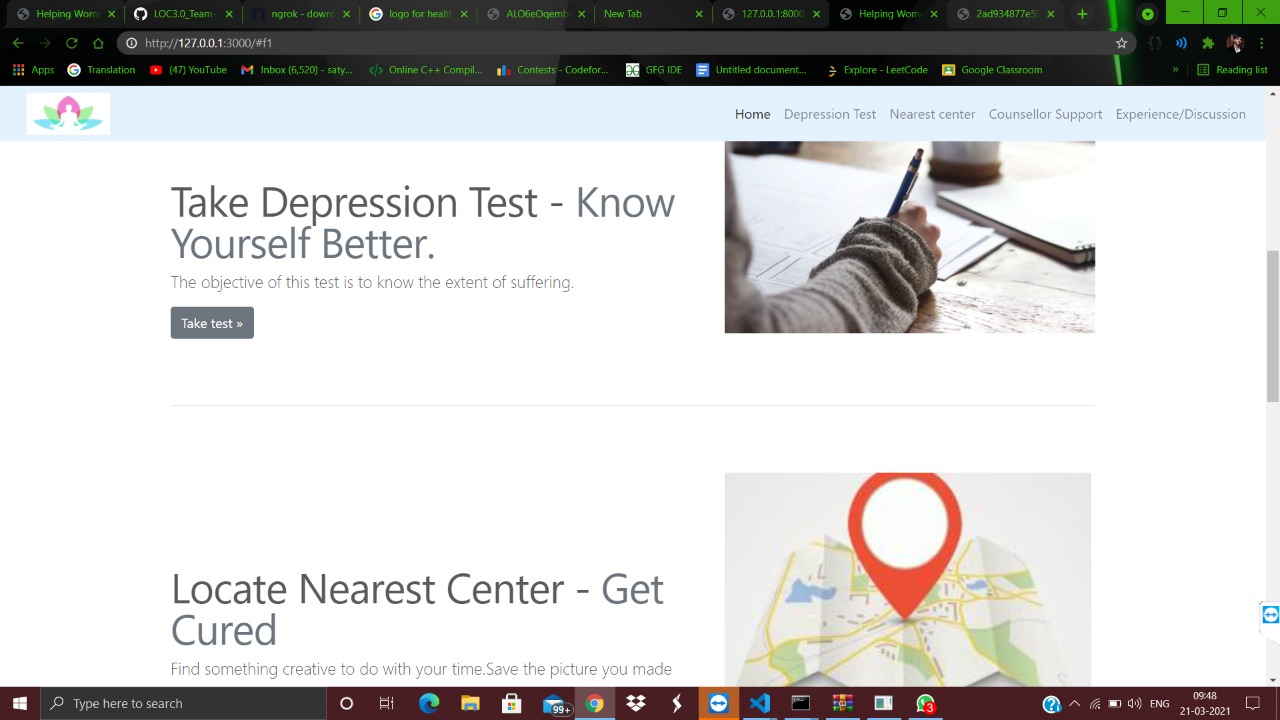 Helping Wome
LOC3.0_Team-
ngrok - downl
logo for health
ALO6eOqemb
New Tab
127.0.0.1:8000
Helping Wome
2ad934877e5
http://127.0.0.1:3000/#f1
Apps
Translation
(47) YouTube
Inbox (6,520) - saty...
Online C++ Compil...
Contests - Codefor...
GFG IDE
Untitled document...
Explore - LeetCode
Google Classroom
»
Reading list
Home Depression Test Nearest center Counsellor Support Experience/Discussion
Take Depression Test - Know
Yourself Better.
The objective of this test is to know the extent of suffering.
Take test »
Locate Nearest Center - Get
Cured
Find something creative to do with your time.Save the picture you made
Type here to search
99+
3
ENG
09:48
21-03-2021